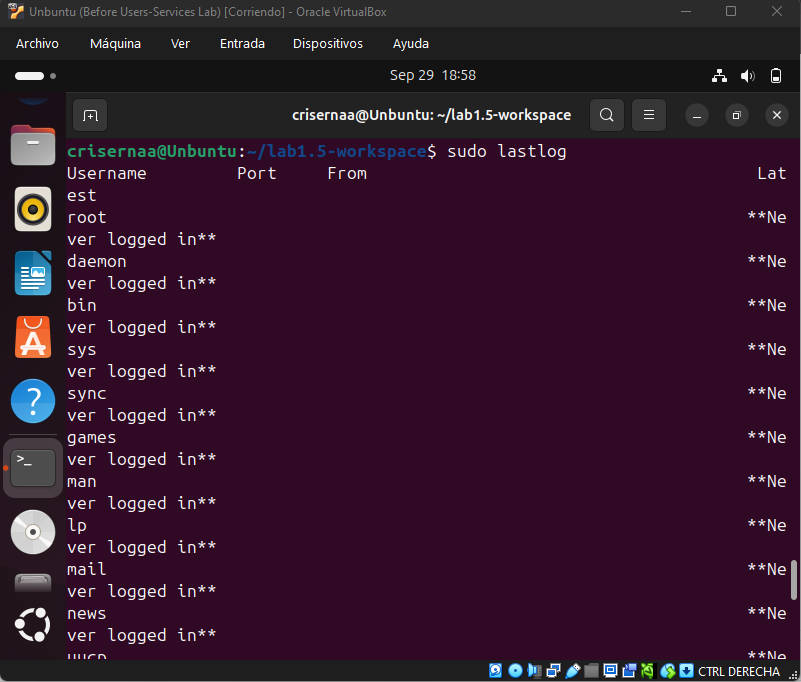 Unbuntu (Before Users-Services Lab) [Corriendo] - Oracle VirtualBox
Archivo Máquina Ver Entrada Dispositivos Ayuda
Sep 29 18:58
crisernaa@Unbuntu: ~/lab1.5-workspace
crisernaa@Unbuntu:~/lab1.5-workspace$ sudo lastlog
Username Port From Lat
est
root **Ne
ver logged in**
daemon **Ne
ver logged in**
bin **Ne
ver logged in**
sys **Ne
ver logged in**
sync **Ne
ver logged in**
games **Ne
ver logged in**
man **Ne
ver logged in**
lp **Ne
ver logged in**
mail **Ne
ver logged in**
news **Ne
ver logged in**
uucp **Ne
CTRL DERECHA